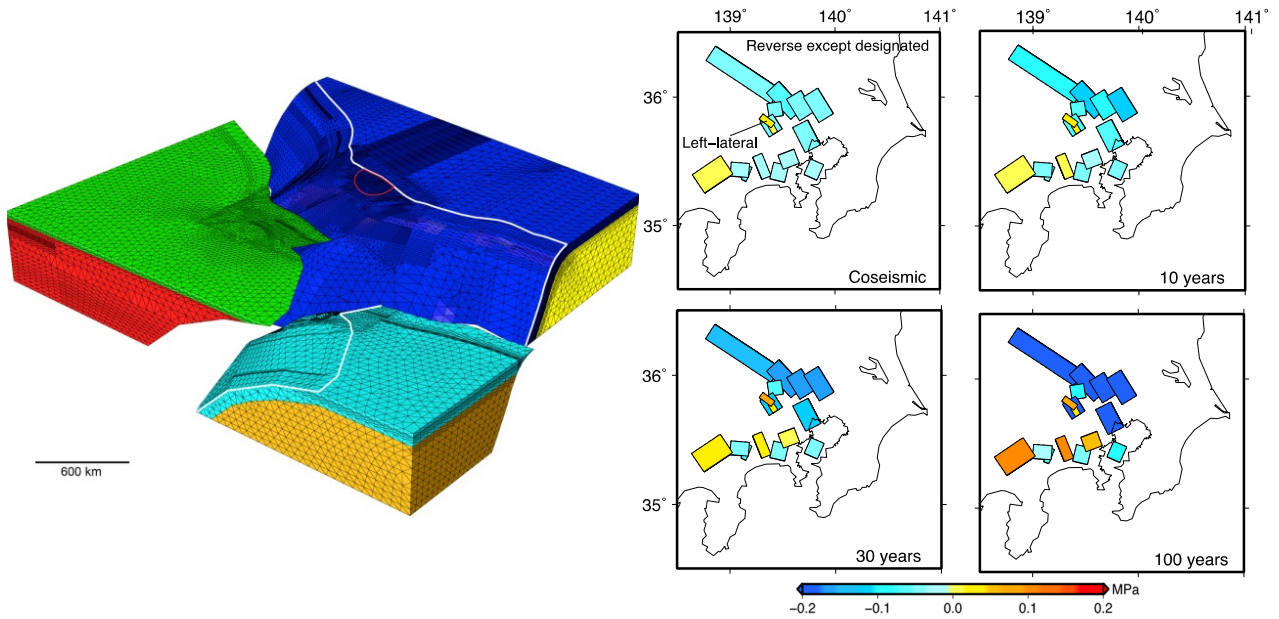 600 km
139° 140° 141° 139° 140° 141°
Reverse except designated
36°
Left-lateral
35°
Coseismic
10 years
36°
35°
30 years
100 years
MPa
−0.2 −0.1 0.0 0.1 0.2